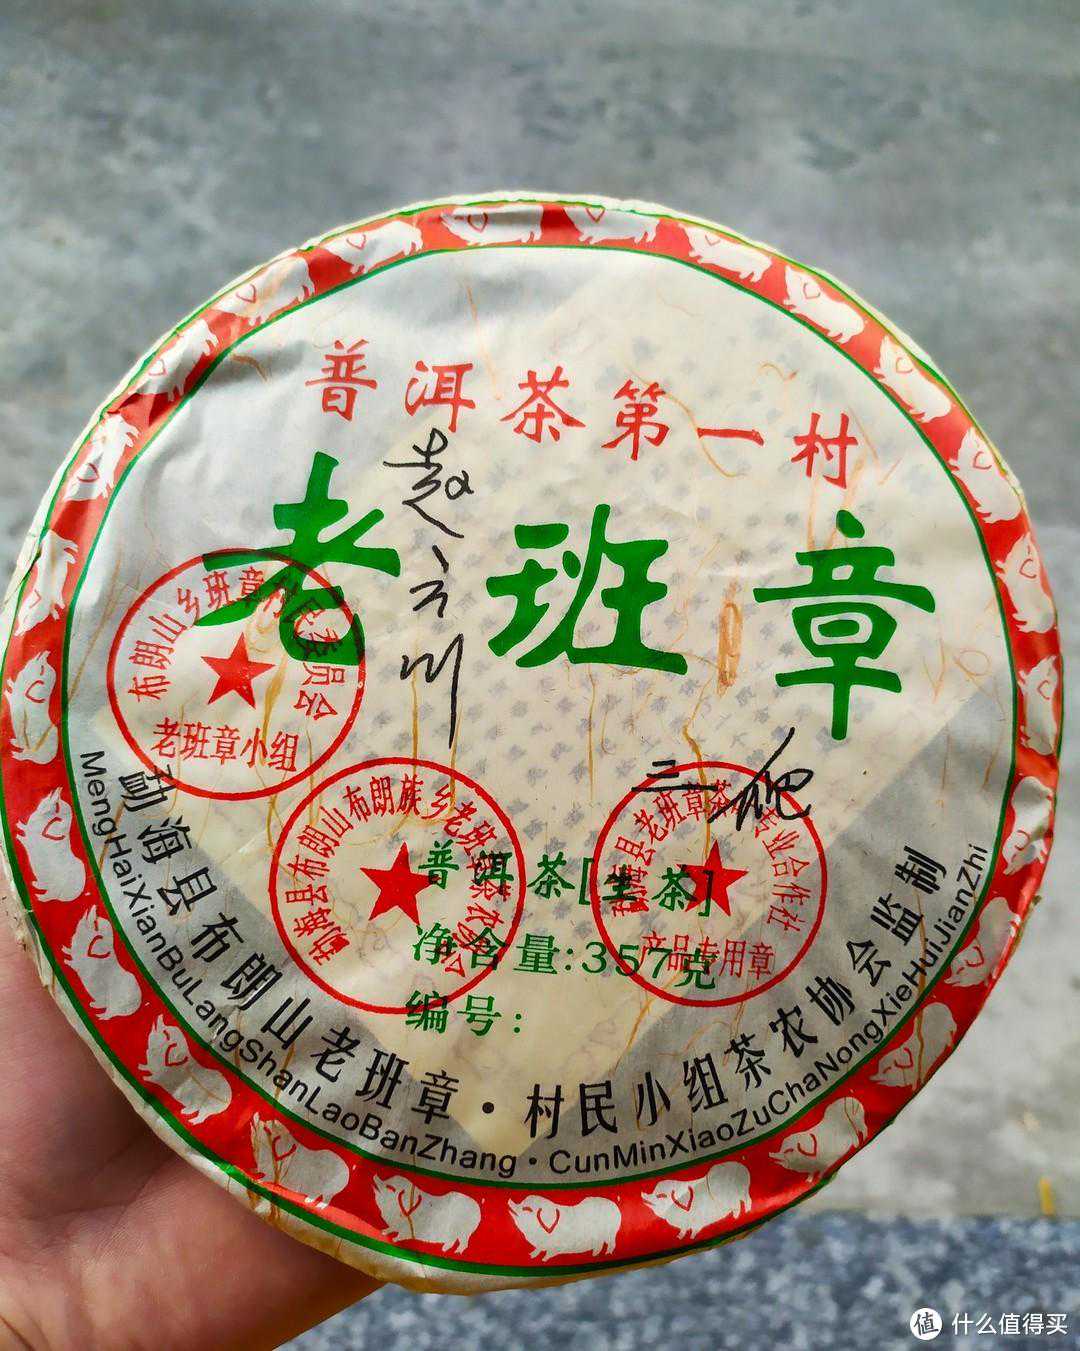 普洱茶第一村
老班章
赵
三爬
布朗山乡班章村民委员会
老班章小组
勐海县布朗山布朗族乡老班章茶农协会
勐海县老班章茶专业合作社
产品专用章
普洱茶[生茶]
净含量:357克
编号:
勐海县布朗山老班章·村民小组茶农协会监制
MengHaiXianBuLangShanLaoBanZhang·CunMinXiaoZuChaNongXieHuiJianZhi
值 什么值得买